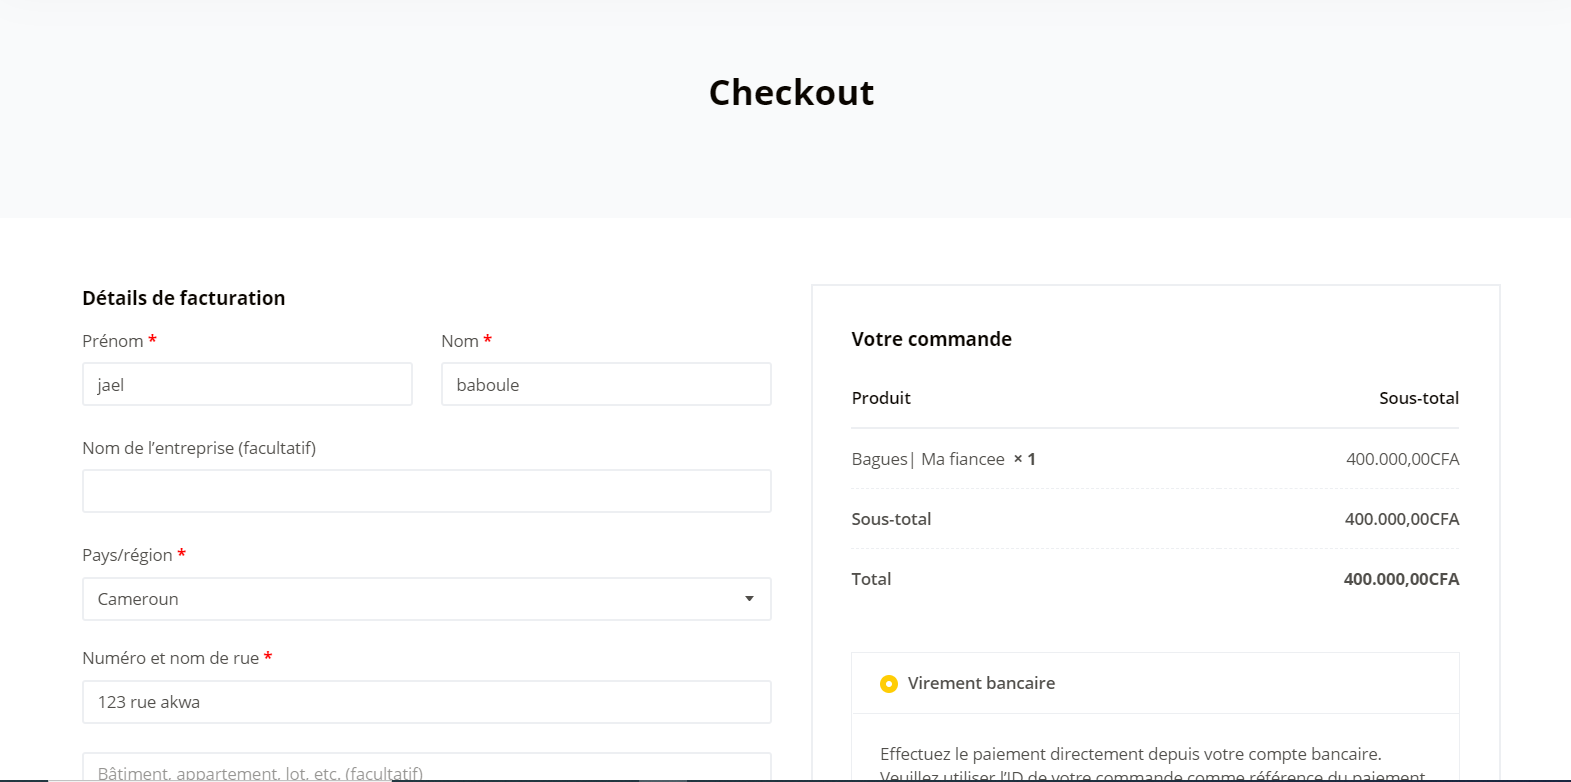 Checkout
Détails de facturation
Prénom *
Nom *
jael
baboule
Nom de l’entreprise (facultatif)
Pays/région *
Cameroun
Numéro et nom de rue *
123 rue akwa
Bâtiment, appartement, lot, etc. (facultatif)
Votre commande
Produit
Sous-total
Bagues| Ma fiancee × 1
400.000,00CFA
Sous-total
400.000,00CFA
Total
400.000,00CFA
Virement bancaire
Effectuez le paiement directement depuis votre compte bancaire.
Veuillez utiliser l’ID de votre commande comme référence du paiement.